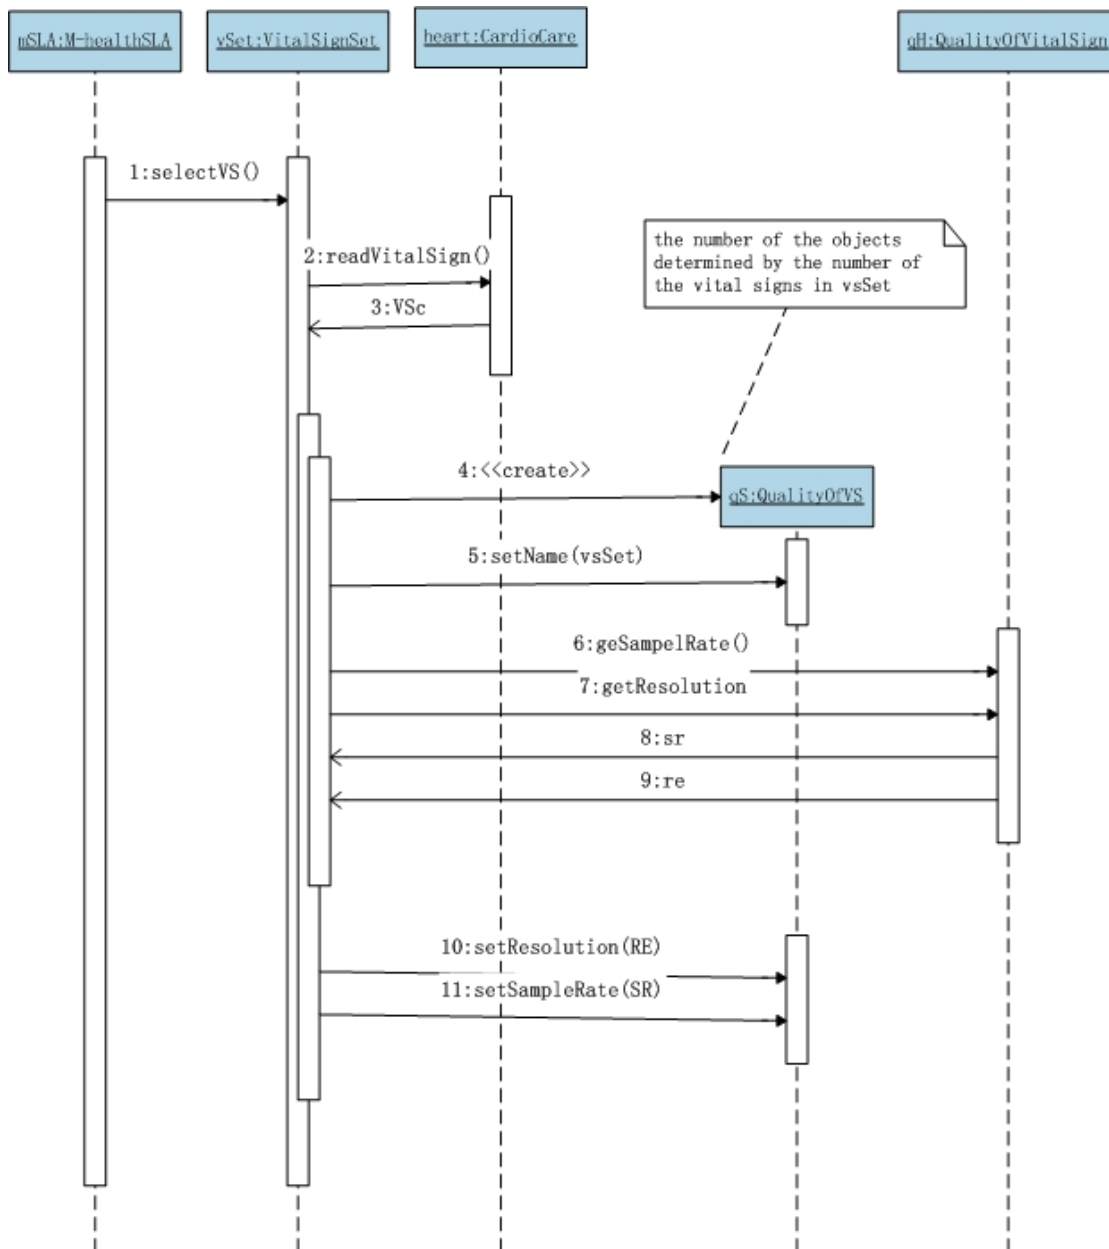 mSLA:M-healthSLA
vSet:VitalSignSet
heart:CardioCare
qH:QualityOfVitalSign
1:selectVS()
2:readVitalSign()
3:VSc
the number of the objects
determined by the number of
the vital signs in vsSet
4:<<create>>
qS:QualityOfVS
5:setName(vsSet)
6:geSampelRate()
7:getResolution
8:sr
9:re
10:setResolution(RE)
11:setSampleRate(SR)